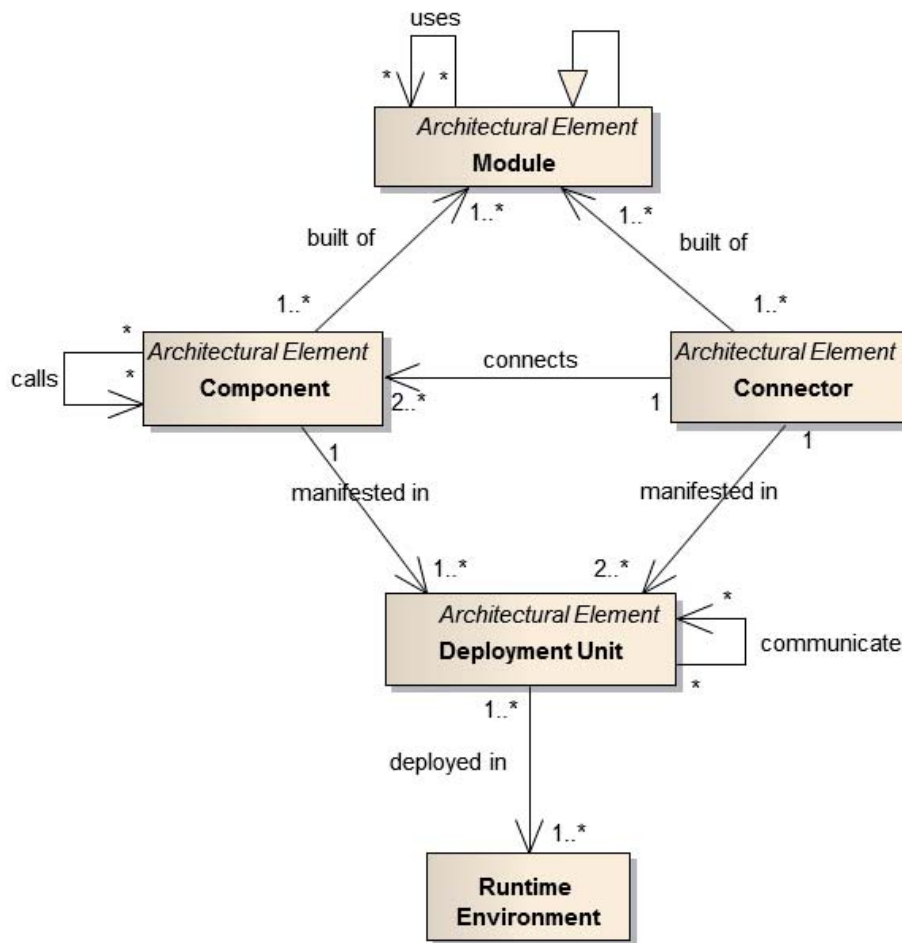 uses
*
*
Architectural Element
Module
1..*
1..*
built of
built of
1..*
1..*
*
Architectural Element
Architectural Element
calls
*
Component
connects
Connector
2..*
1
1
1
manifested in
manifested in
1..*
2..*
*
Architectural Element
Deployment Unit
communicate
*
1..*
deployed in
1..*
Runtime
Environment